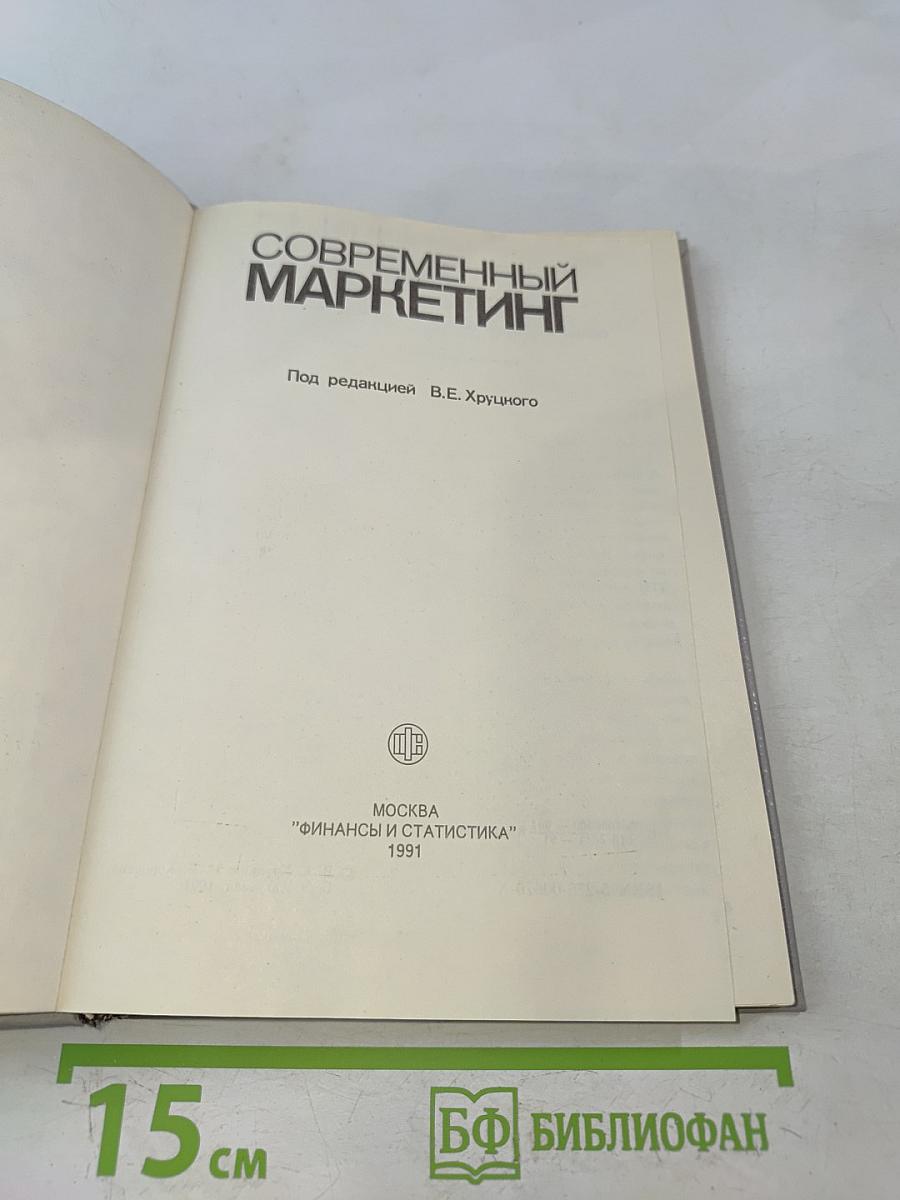 СОВРЕМЕННЫЙ
МАРКЕТИНГ
Под редакцией В.Е. Хруцкого
МОСКВА
"ФИНАНСЫ И СТАТИСТИКА"
1991
15 см
БФ БИБЛИОФАН